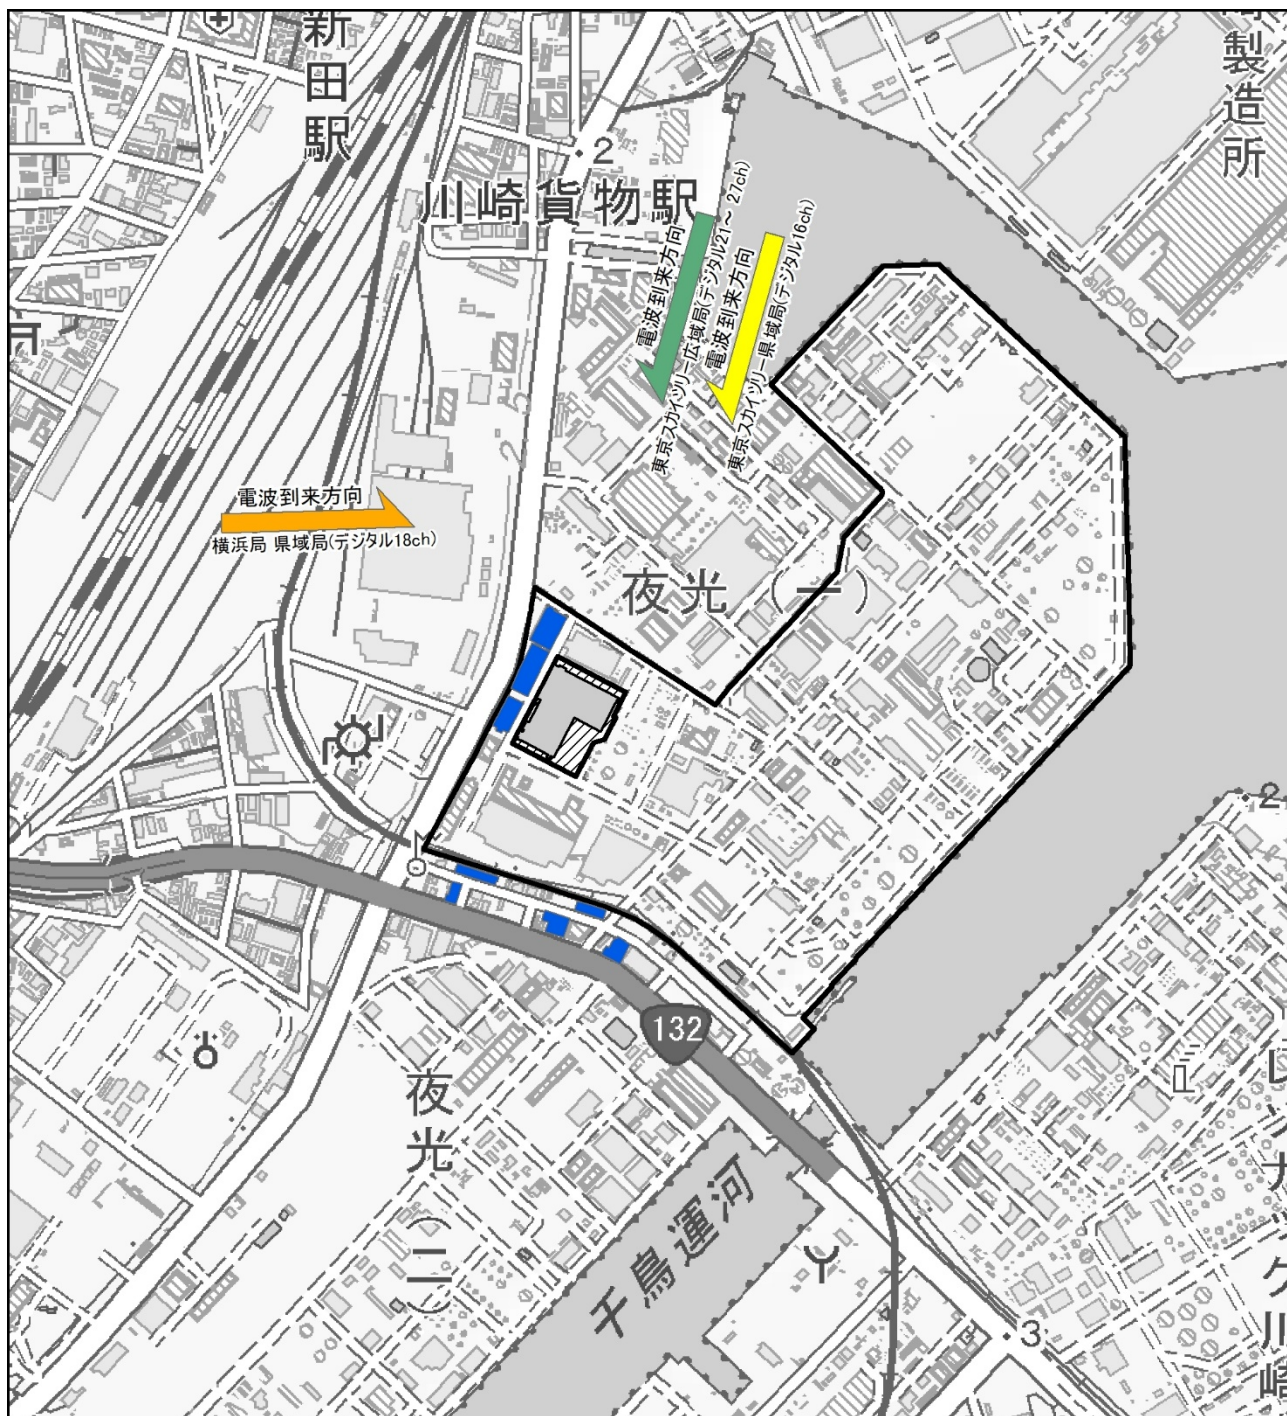 新田駅
製造所
2
川崎貨物駅
電波到来方向
東京スカイツリー広域局(デジタル21～ 27ch)
電波到来方向
東京スカイツリー県域局(デジタル16ch)
電波到来方向
横浜局 県域局(デジタル18ch)
夜光(一)
2
132
夜光(二)
千鳥運河
3